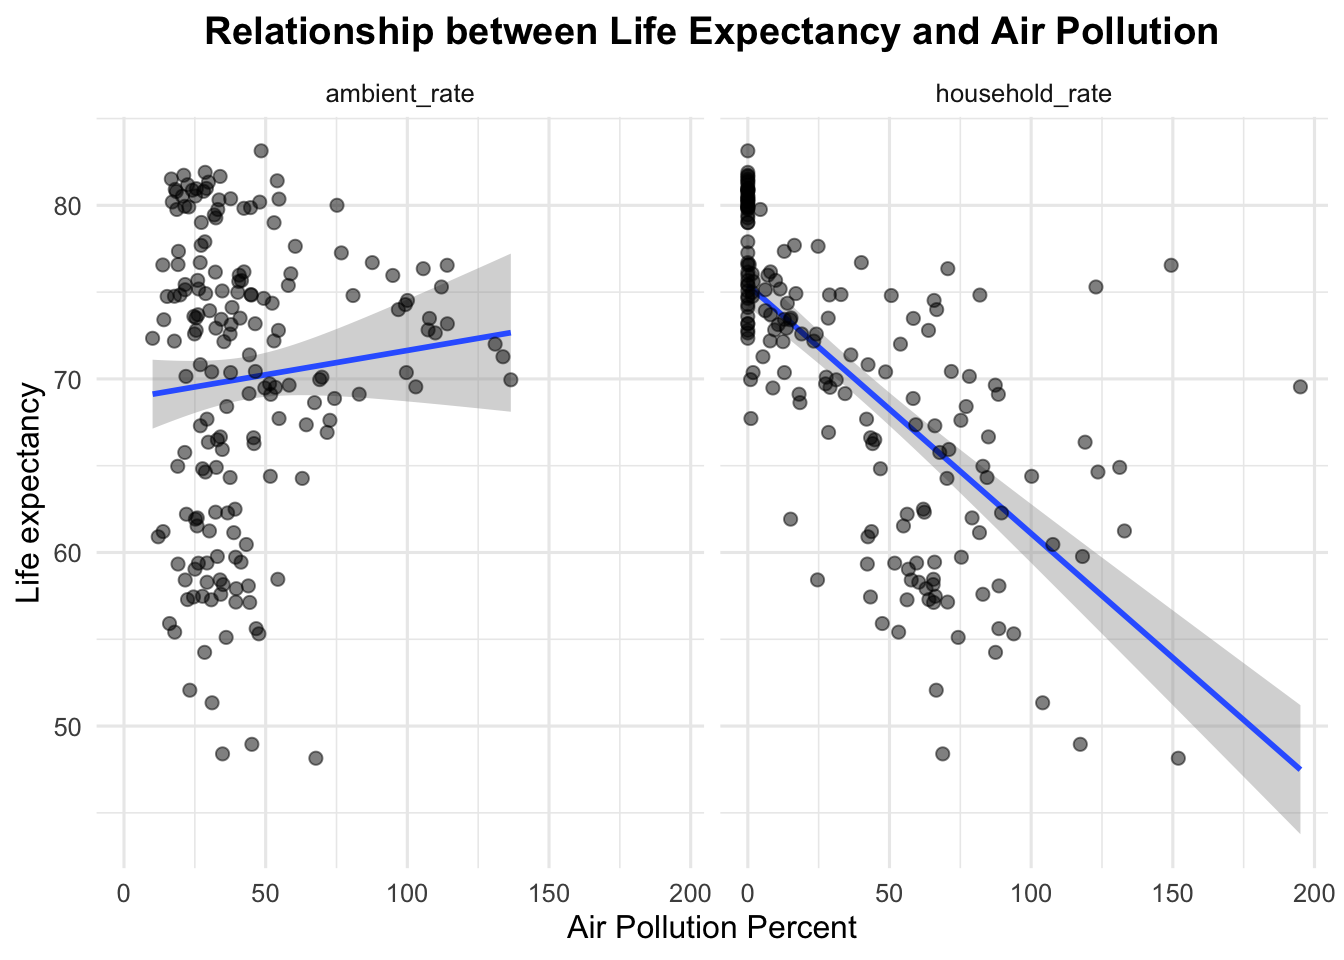 Relationship between Life Expectancy and Air Pollution
ambient_rate
household_rate
Life expectancy
80
70
60
50
0 50 100 150 200
0 50 100 150 200
Air Pollution Percent